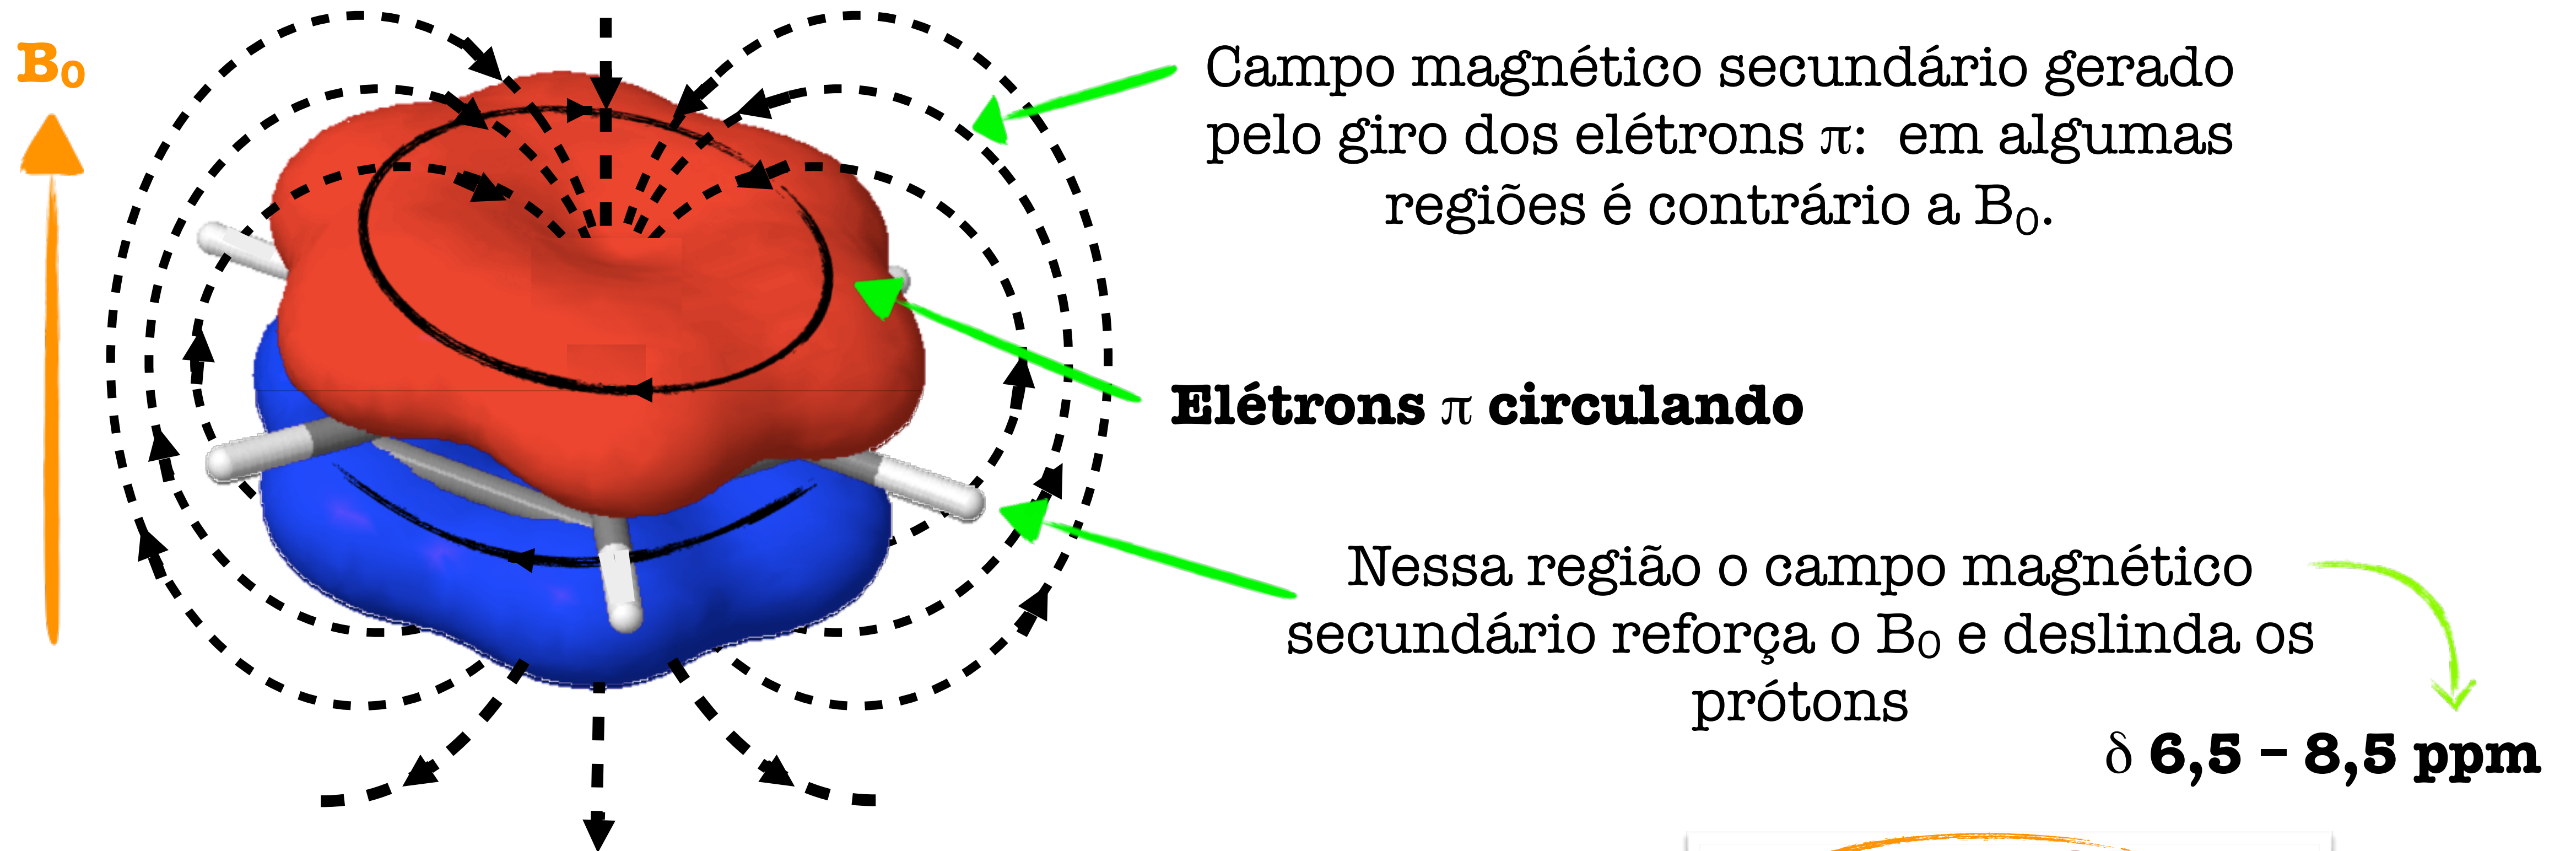 B₀
Campo magnético secundário gerado
pelo giro dos elétrons π: em algumas
regiões é contrário a B₀.
Elétrons π circulando
Nessa região o campo magnético
secundário reforça o B₀ e deslinda os
prótons
δ 6,5 – 8,5 ppm